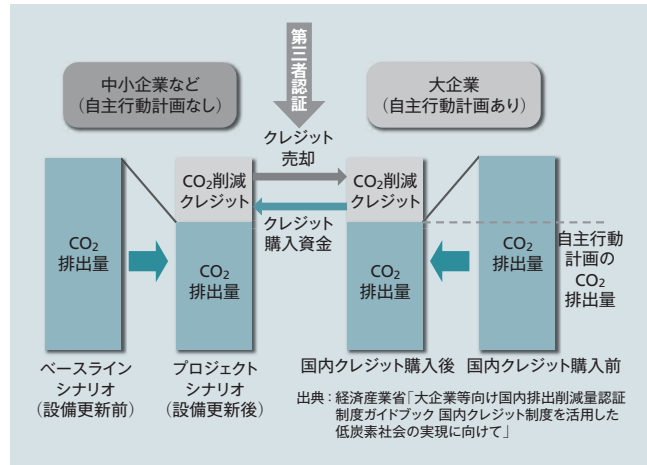 第三者認証
中小企業など
（自主行動計画なし）
大企業
（自主行動計画あり）
クレジット
売却
CO₂削減
クレジット
CO₂削減
クレジット
クレジット
購入資金
CO₂
排出量
CO₂
排出量
CO₂
排出量
CO₂
排出量
自主行動
計画の
CO₂
排出量
ベースライン
シナリオ
（設備更新前）
プロジェクト
シナリオ
（設備更新後）
国内クレジット購入後
国内クレジット購入前
出典：経済産業省「大企業等向け国内排出削減量認証
制度ガイドブック 国内クレジット制度を活用した
低炭素社会の実現に向けて」